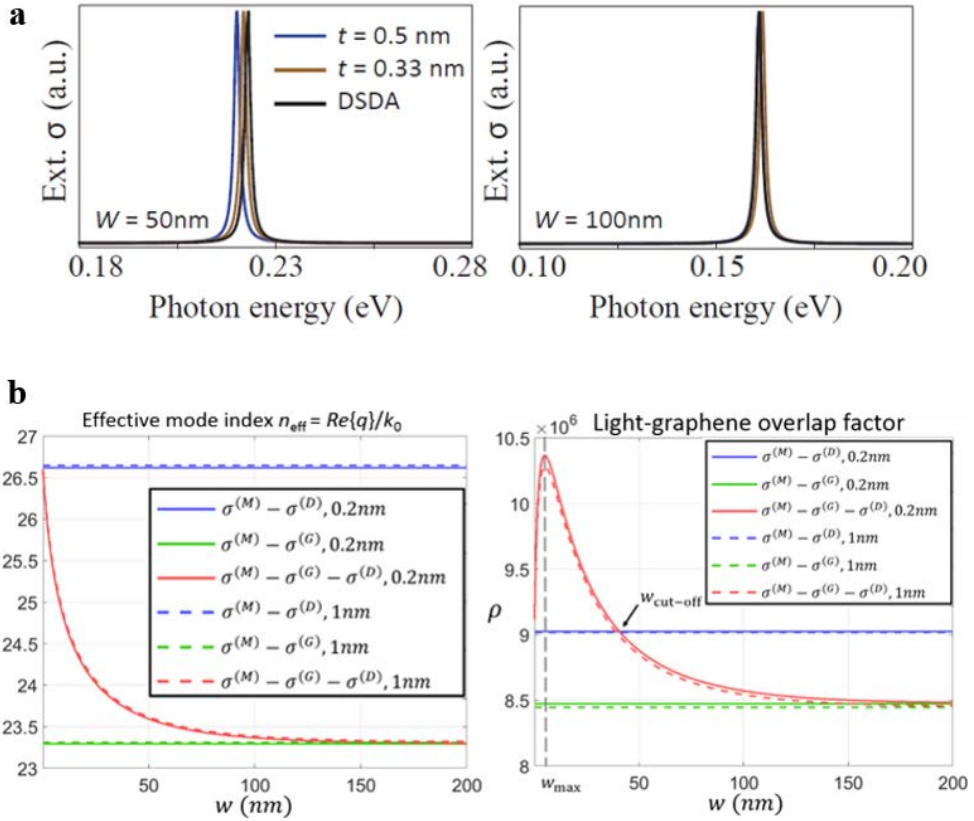 a
Ext. σ (a.u.)
t = 0.5 nm
t = 0.33 nm
DSDA
W = 50nm
0.18 0.23 0.28
Photon energy (eV)
Ext. σ (a.u.)
W = 100nm
0.10 0.15 0.20
Photon energy (eV)
b
Effective mode index n_eff = Re{q}/k_0
27
26.5
26
25.5
25
24.5
24
23.5
23
σ^(M) − σ^(D), 0.2nm
σ^(M) − σ^(G), 0.2nm
σ^(M) − σ^(G) − σ^(D), 0.2nm
σ^(M) − σ^(D), 1nm
σ^(M) − σ^(G), 1nm
σ^(M) − σ^(G) − σ^(D), 1nm
50 100 150 200
w (nm)
× 10^6
Light-graphene overlap factor
10.5
10
9.5
ρ
9
8.5
8
σ^(M) − σ^(D), 0.2nm
σ^(M) − σ^(G), 0.2nm
σ^(M) − σ^(G) − σ^(D), 0.2nm
σ^(M) − σ^(D), 1nm
σ^(M) − σ^(G), 1nm
σ^(M) − σ^(G) − σ^(D), 1nm
w_cut−off
w_max
50 100 150 200
w (nm)